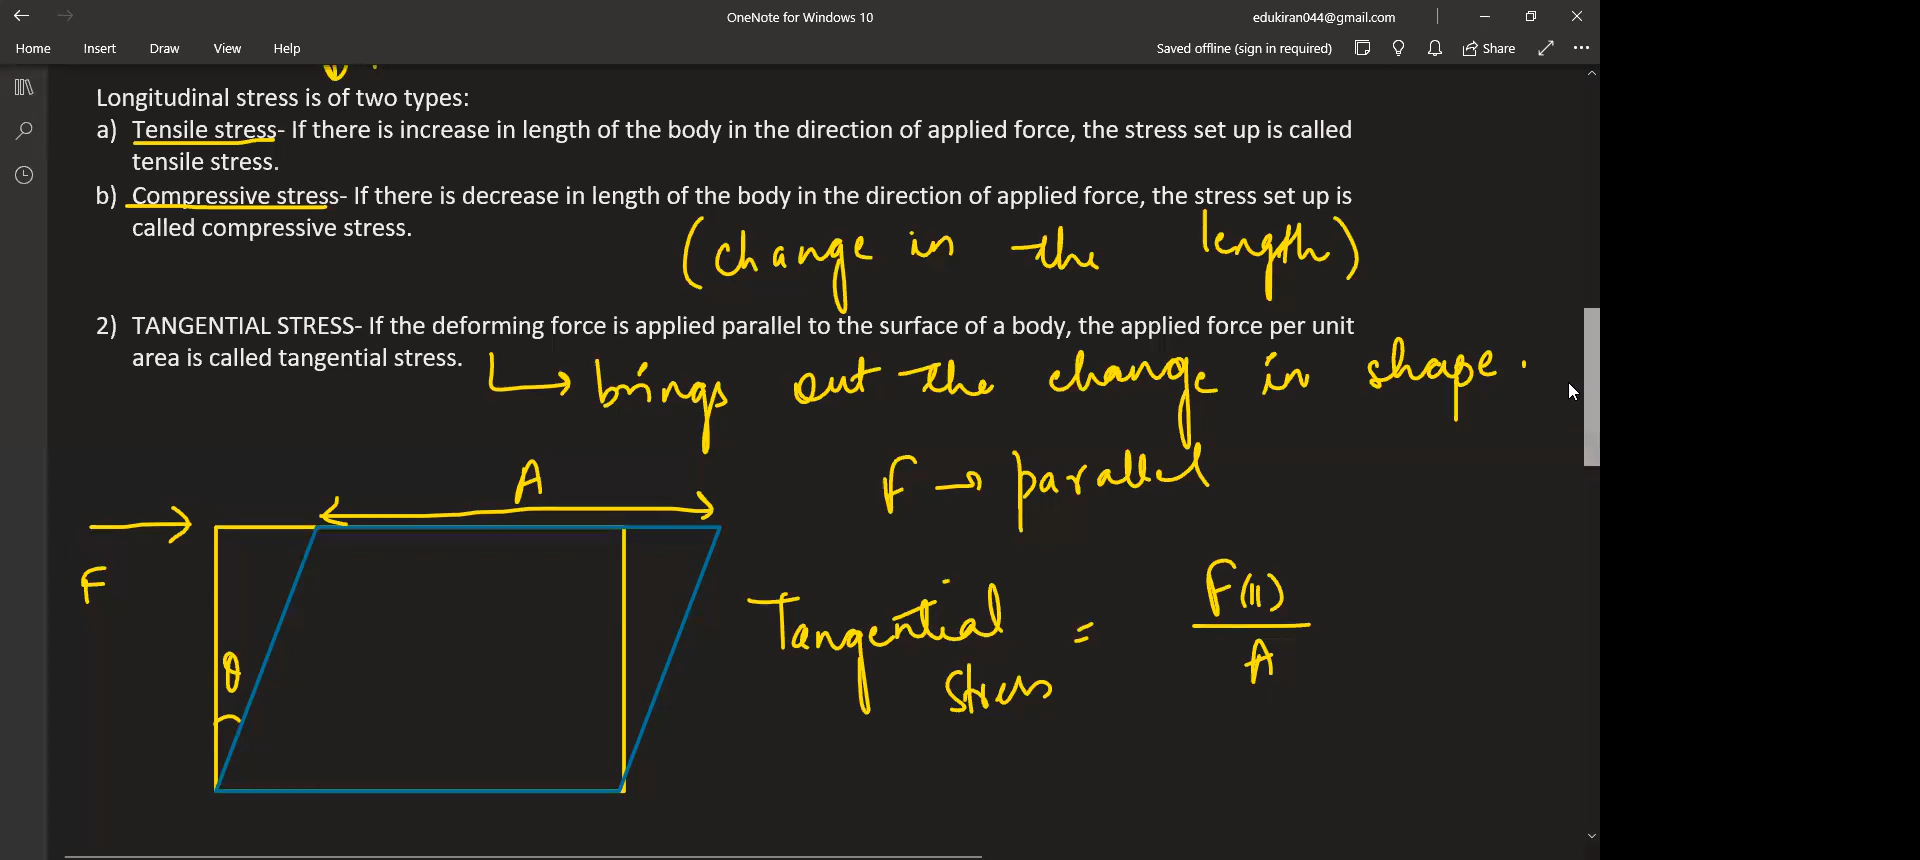 OneNote for Windows 10
edukiran044@gmail.com
Home Insert Draw View Help
Saved offline (sign in required) Share
Longitudinal stress is of two types:
a) Tensile stress- If there is increase in length of the body in the direction of applied force, the stress set up is called
tensile stress.
b) Compressive stress- If there is decrease in length of the body in the direction of applied force, the stress set up is
called compressive stress.
(change in the length)
2) TANGENTIAL STRESS- If the deforming force is applied parallel to the surface of a body, the applied force per unit
area is called tangential stress.
↳ brings out the change in shape.
A
F → parallel
F
θ
Tangential stress = F(11) / A